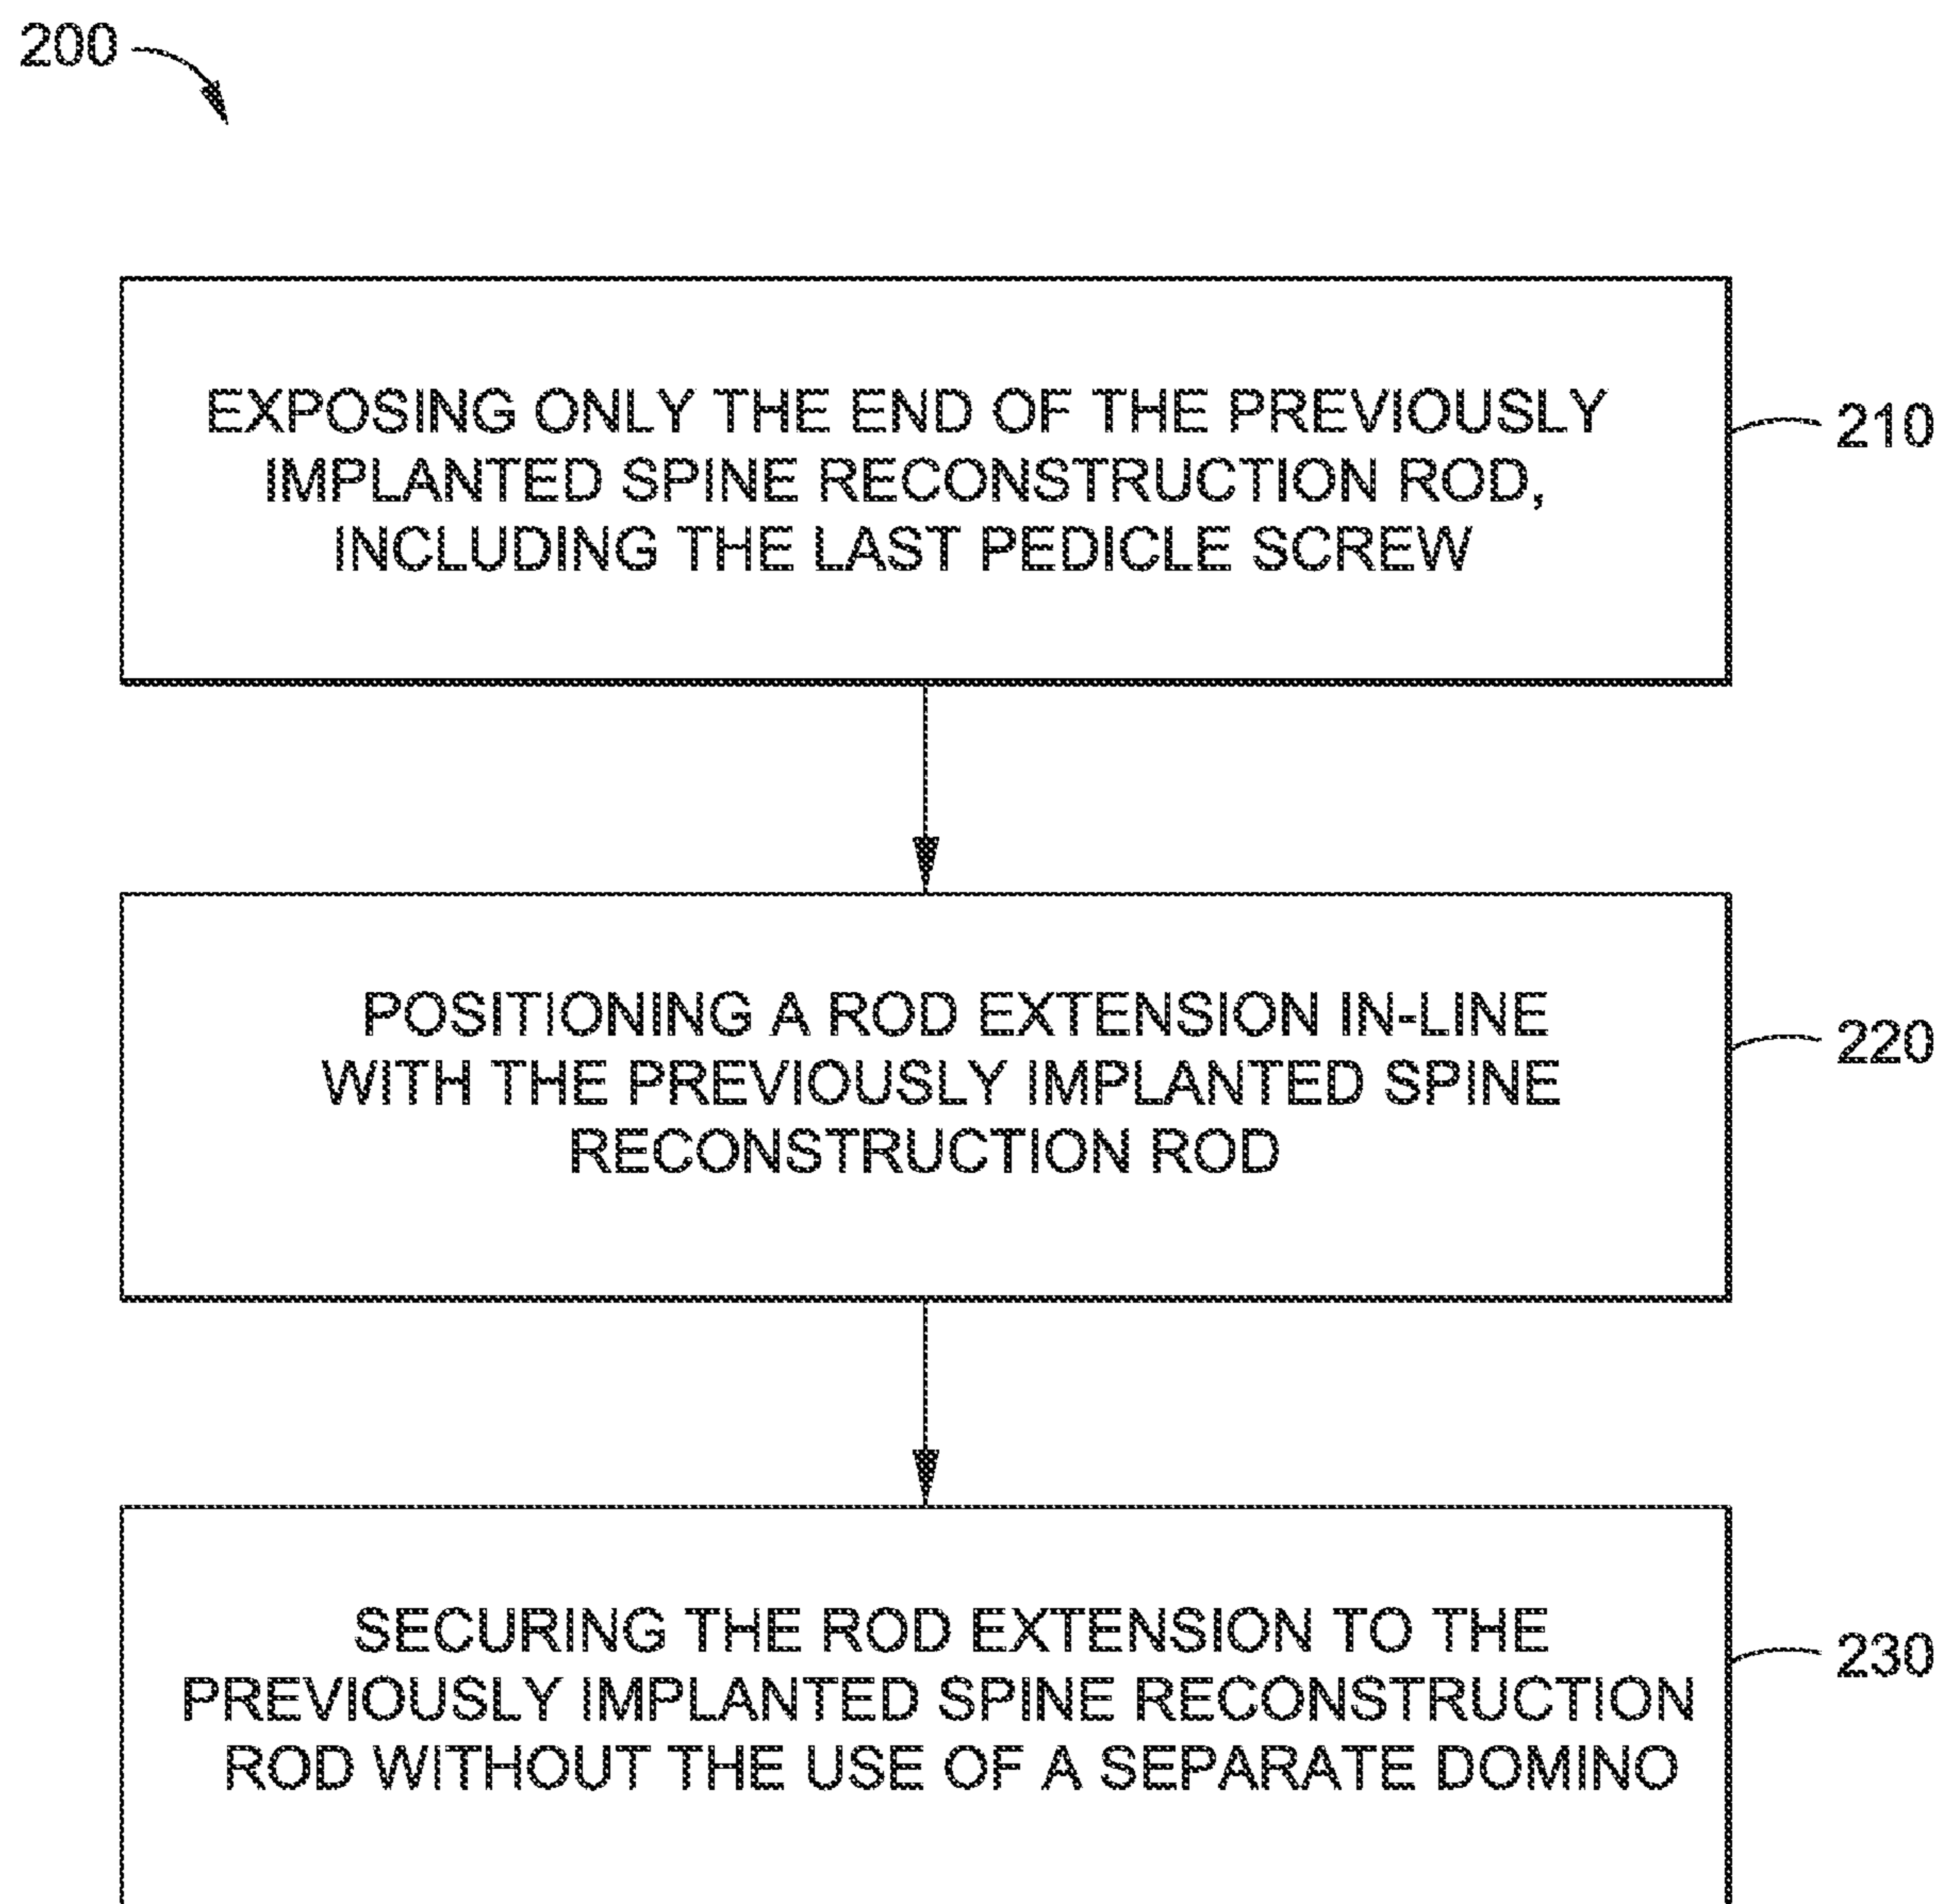 200
EXPOSING ONLY THE END OF THE PREVIOUSLY
IMPLANTED SPINE RECONSTRUCTION ROD,
INCLUDING THE LAST PEDICLE SCREW
210
POSITIONING A ROD EXTENSION IN-LINE
WITH THE PREVIOUSLY IMPLANTED SPINE
RECONSTRUCTION ROD
220
SECURING THE ROD EXTENSION TO THE
PREVIOUSLY IMPLANTED SPINE RECONSTRUCTION
ROD WITHOUT THE USE OF A SEPARATE DOMINO
230